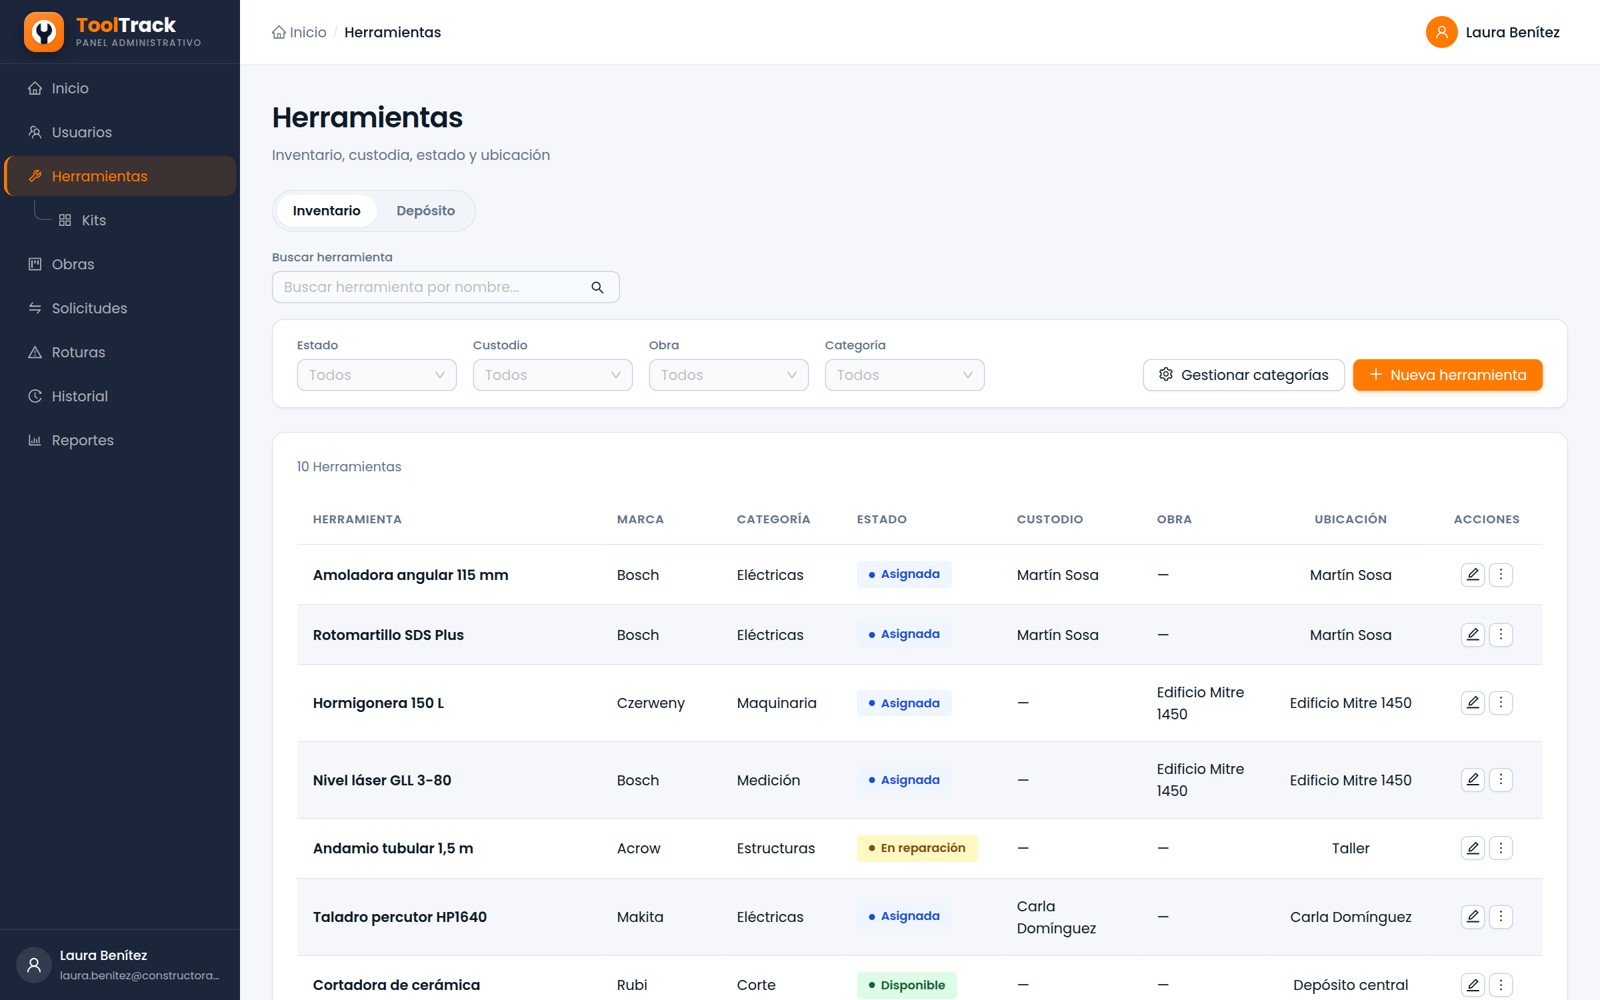 ToolTrack
PANEL ADMINISTRATIVO
Inicio
Usuarios
Herramientas
Kits
Obras
Solicitudes
Roturas
Historial
Reportes
Laura Benítez
laura.benitez@constructora...
Inicio / Herramientas
Laura Benítez
Herramientas
Inventario, custodia, estado y ubicación
Inventario Depósito
Buscar herramienta
Buscar herramienta por nombre...
Estado Custodio Obra Categoría
Todos Todos Todos Todos Gestionar categorías + Nueva herramienta
10 Herramientas
HERRAMIENTA MARCA CATEGORÍA ESTADO CUSTODIO OBRA UBICACIÓN ACCIONES
Amoladora angular 115 mm Bosch Eléctricas Asignada Martín Sosa — Martín Sosa
Rotomartillo SDS Plus Bosch Eléctricas Asignada Martín Sosa — Martín Sosa
Hormigonera 150 L Czerweny Maquinaria Asignada — Edificio Mitre 1450 Edificio Mitre 1450
Nivel láser GLL 3-80 Bosch Medición Asignada — Edificio Mitre 1450 Edificio Mitre 1450
Andamio tubular 1,5 m Acrow Estructuras En reparación — — Taller
Taladro percutor HP1640 Makita Eléctricas Asignada Carla Domínguez — Carla Domínguez
Cortadora de cerámica Rubi Corte Disponible — — Depósito central